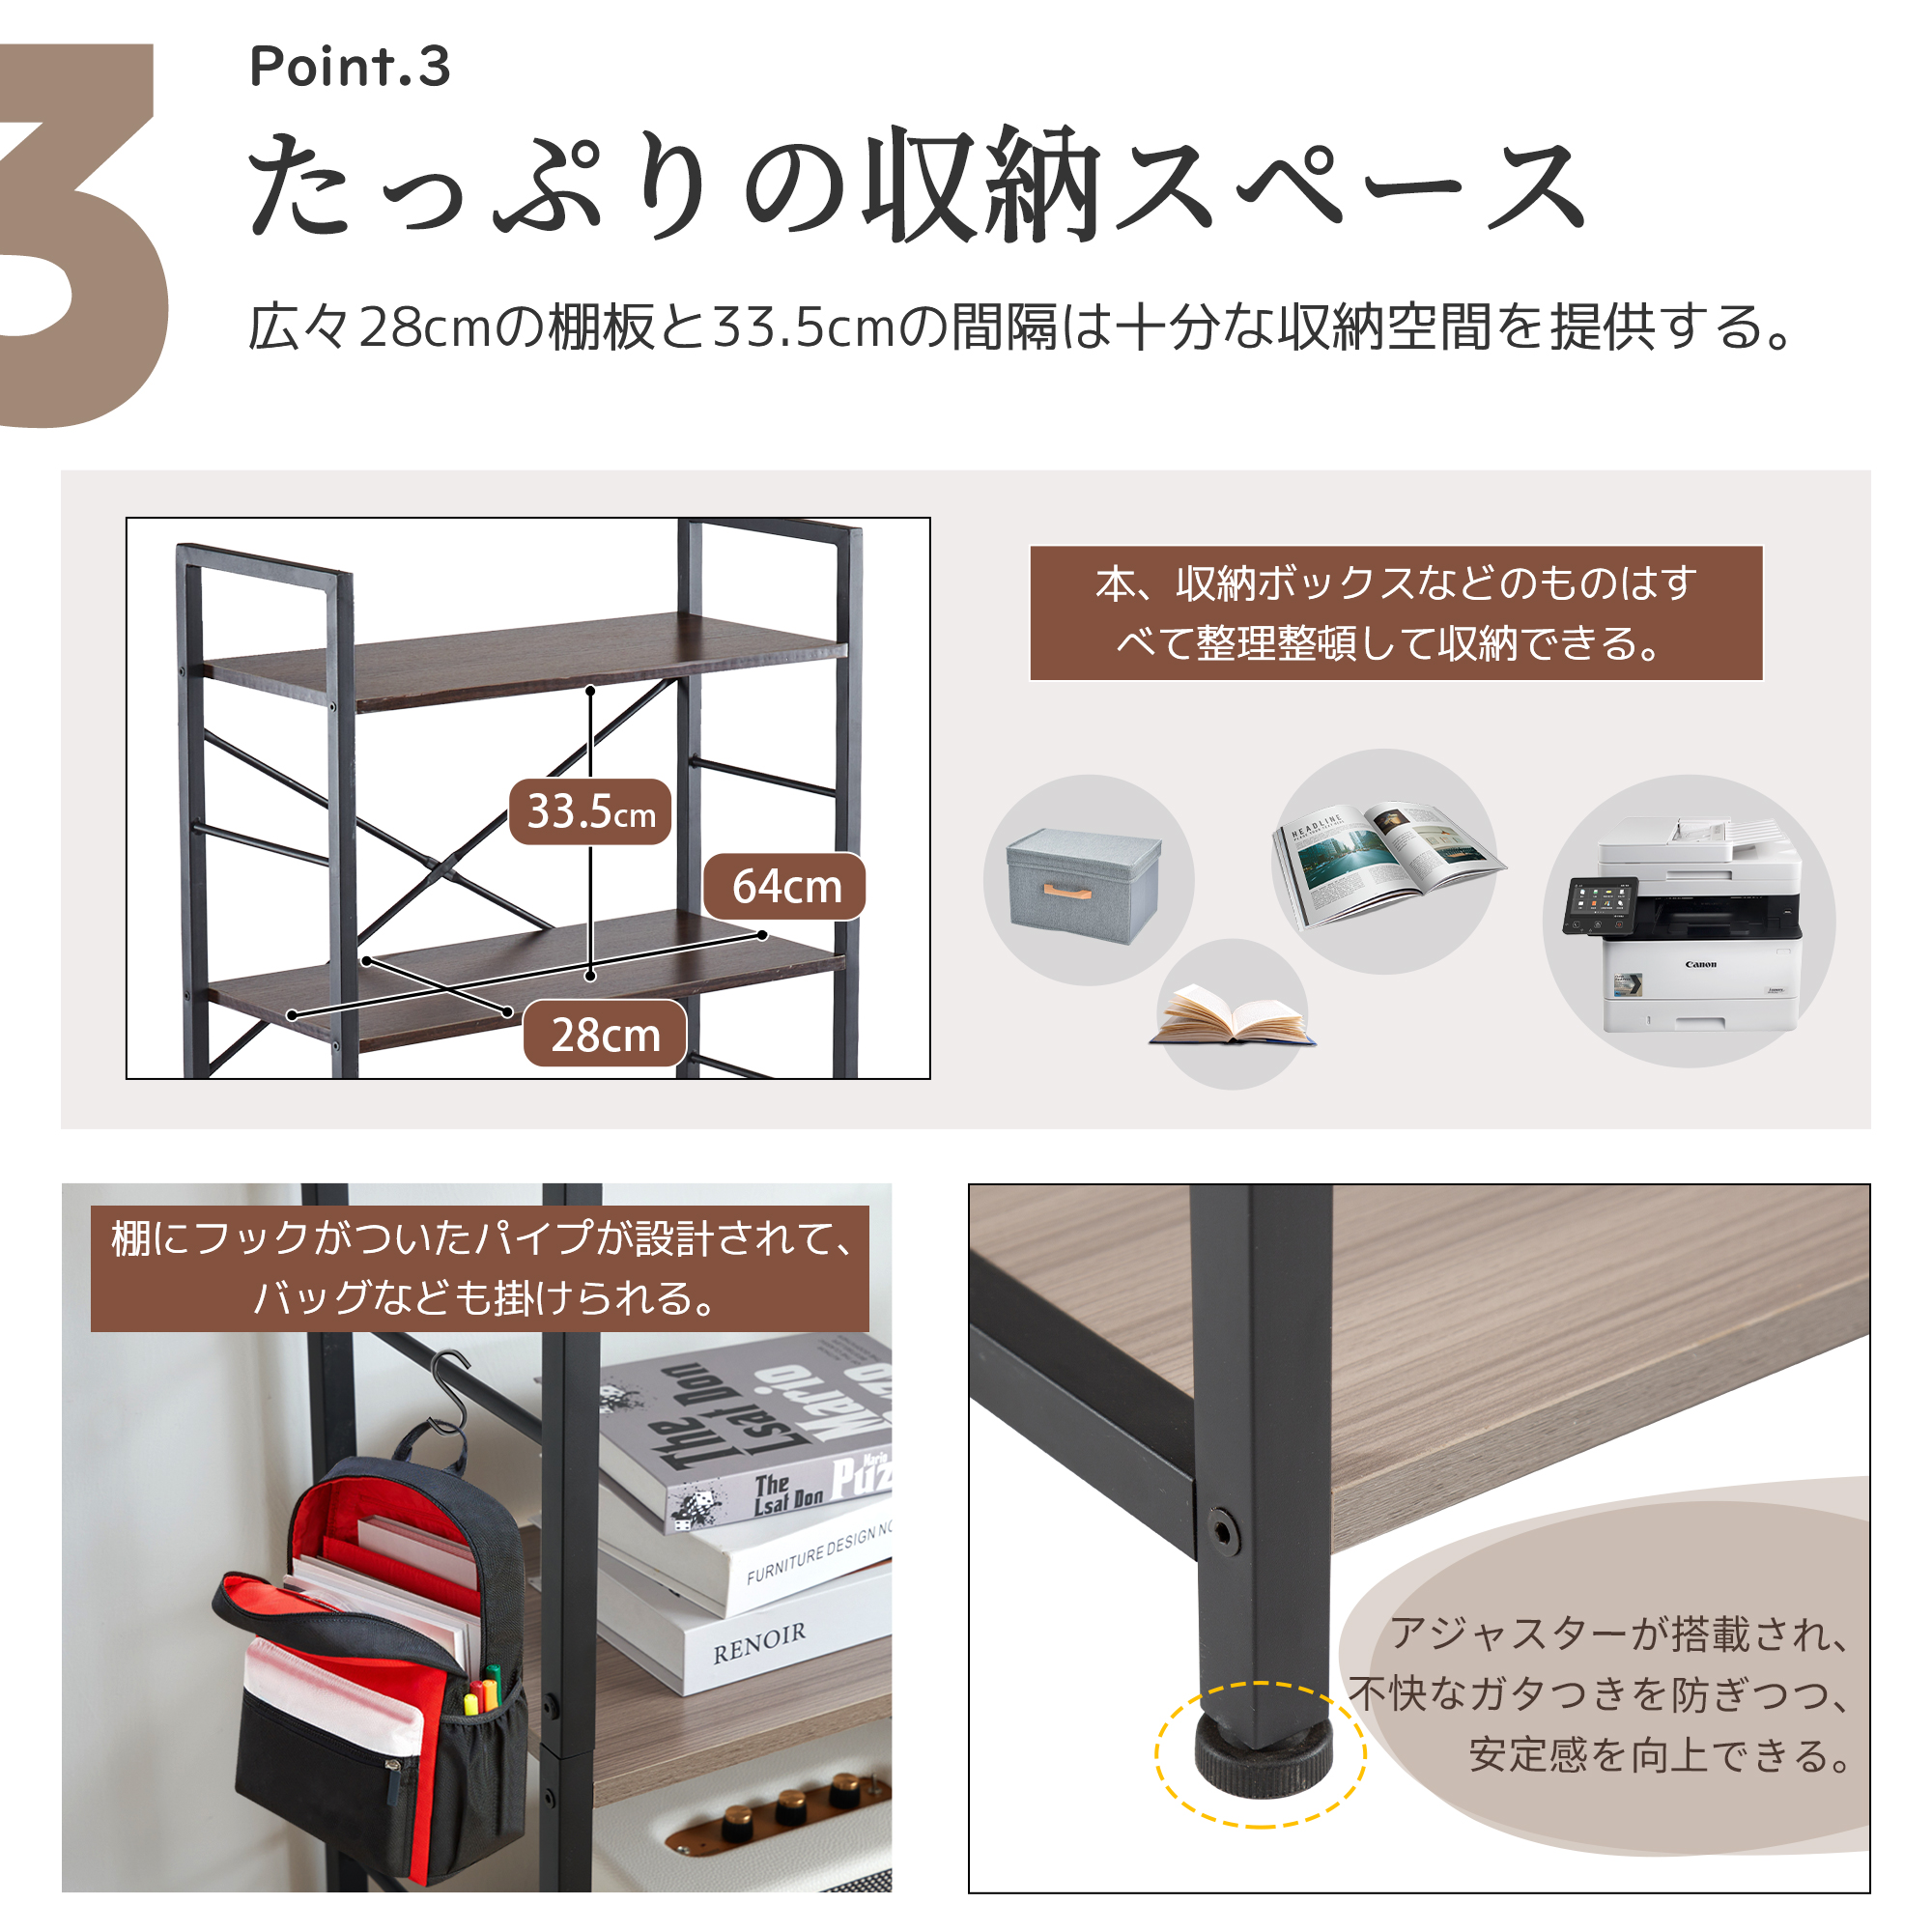 3
Point.3
たっぷりの収納スペース
広々28cmの棚板と33.5cmの間隔は十分な収納空間を提供する。
33.5cm
64cm
28cm
本、収納ボックスなどのものはす
べて整理整頓して収納できる。
HEADLINE
Canon
棚にフックがついたパイプが設計されて、
バッグなども掛けられる。
The
Lsat Don
Mario
The
Lsat Don
Mario
FURNITURE DESIGN
RENOIR
アジャスターが搭載され、
不快なガタつきを防ぎつつ、
安定感を向上できる。